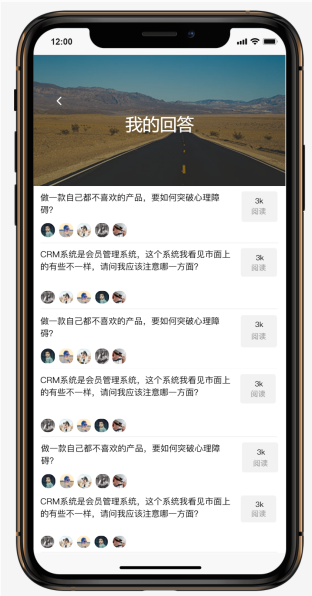 12:00
我的回答
做一款自己都不喜欢的产品，要如何突破心理障
碍?
3k
阅读
CRM系统是会员管理系统，这个系统我看见市面上
的有些不一样，请问我应该注意哪一方面?
3k
阅读
做一款自己都不喜欢的产品，要如何突破心理障
碍?
3k
阅读
CRM系统是会员管理系统，这个系统我看见市面上
的有些不一样，请问我应该注意哪一方面?
3k
阅读
做一款自己都不喜欢的产品，要如何突破心理障
碍?
3k
阅读
CRM系统是会员管理系统，这个系统我看见市面上
的有些不一样，请问我应该注意哪一方面?
3k
阅读